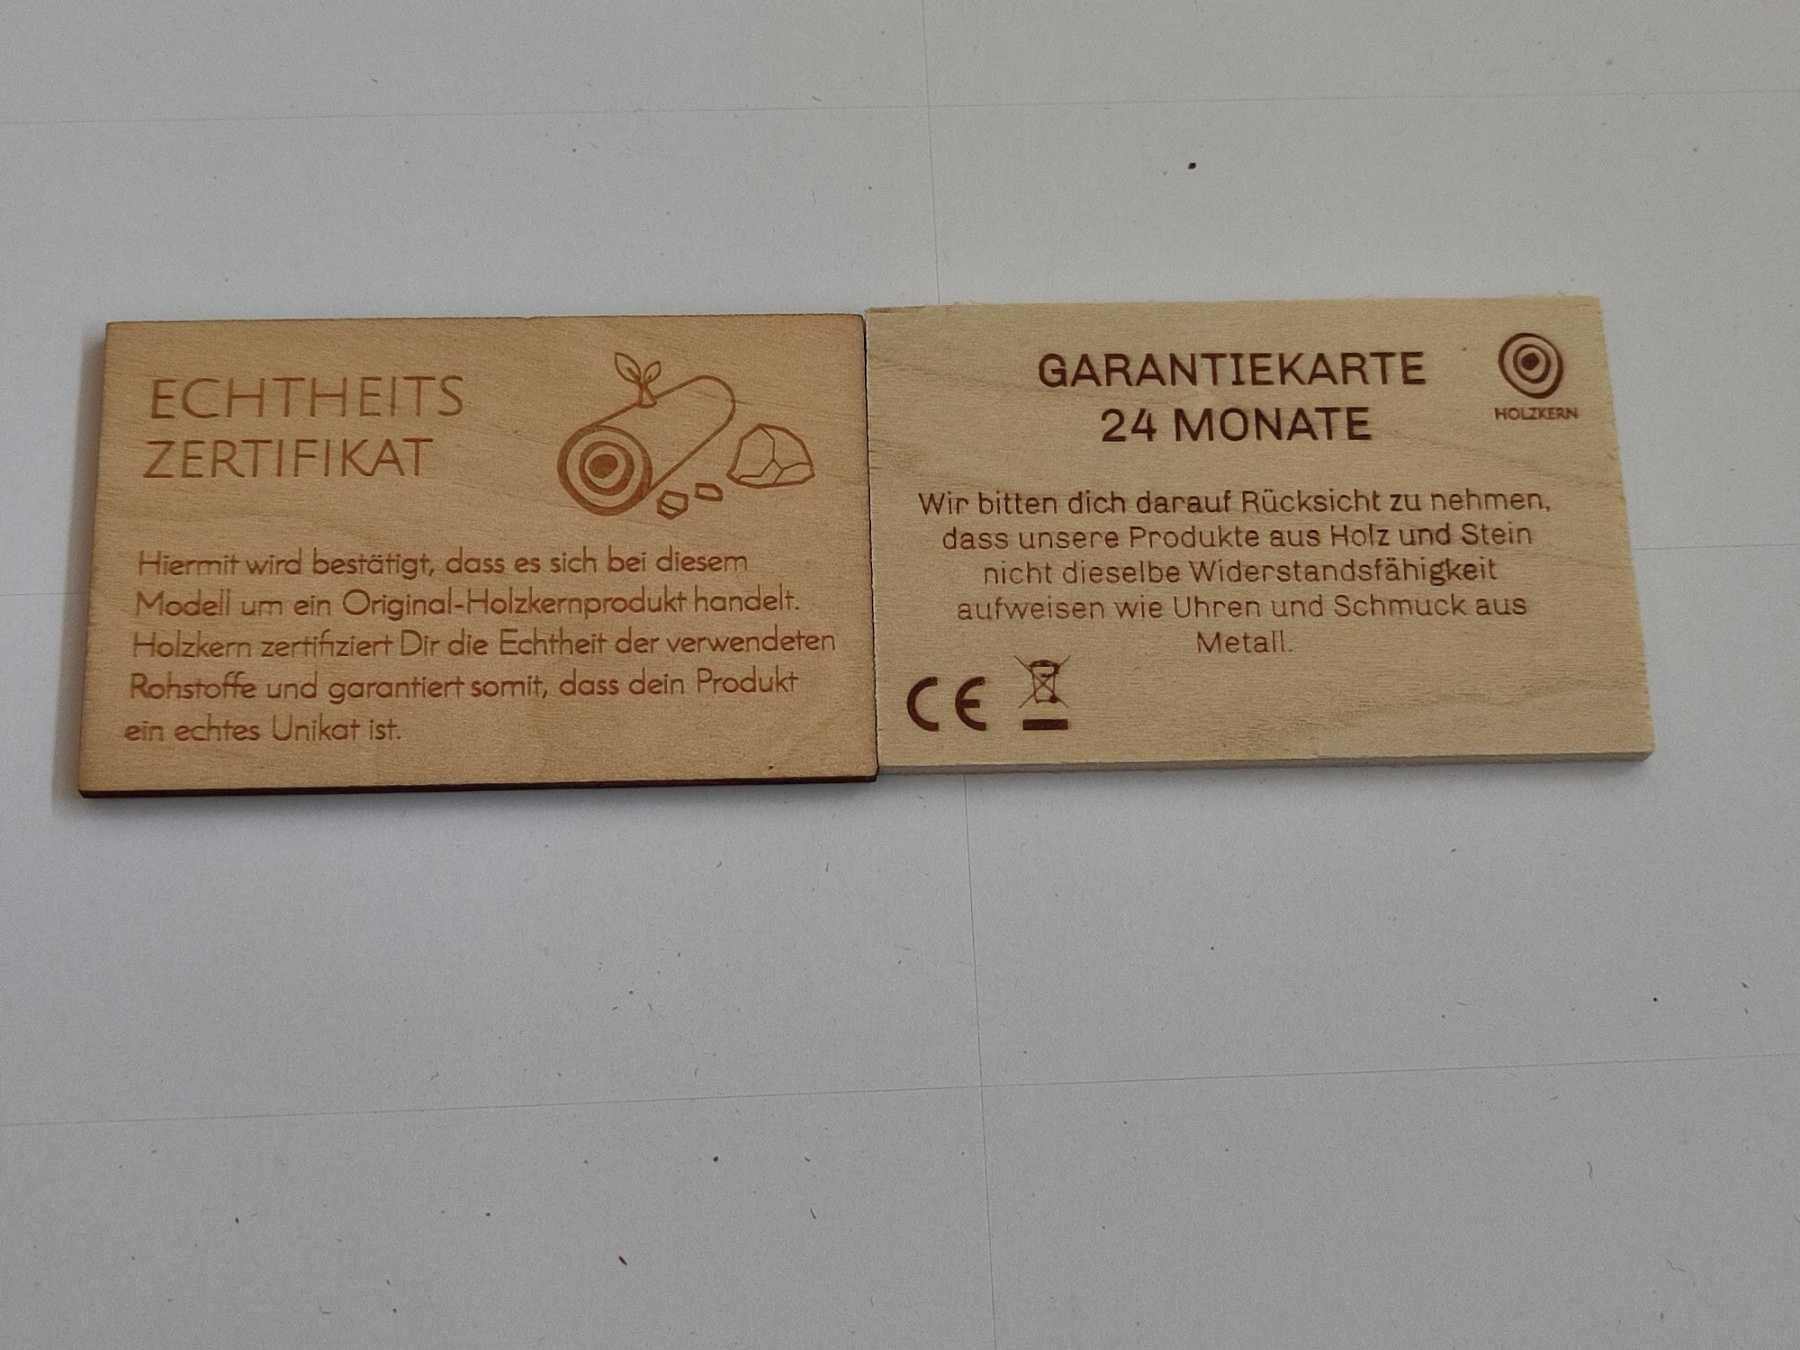 ECHTHEITS
ZERTIFIKAT
Hiermit wird bestätigt, dass es sich bei diesem
Modell um ein Original-Holzkernprodukt handelt.
Holzkern zertifiziert Dir die Echtheit der verwendeten
Rohstoffe und garantiert somit, dass dein Produkt
ein echtes Unikat ist.
GARANTIEKARTE
24 MONATE
HOLZKERN
Wir bitten dich darauf Rücksicht zu nehmen,
dass unsere Produkte aus Holz und Stein
nicht dieselbe Widerstandsfähigkeit
aufweisen wie Uhren und Schmuck aus
Metall.
CE